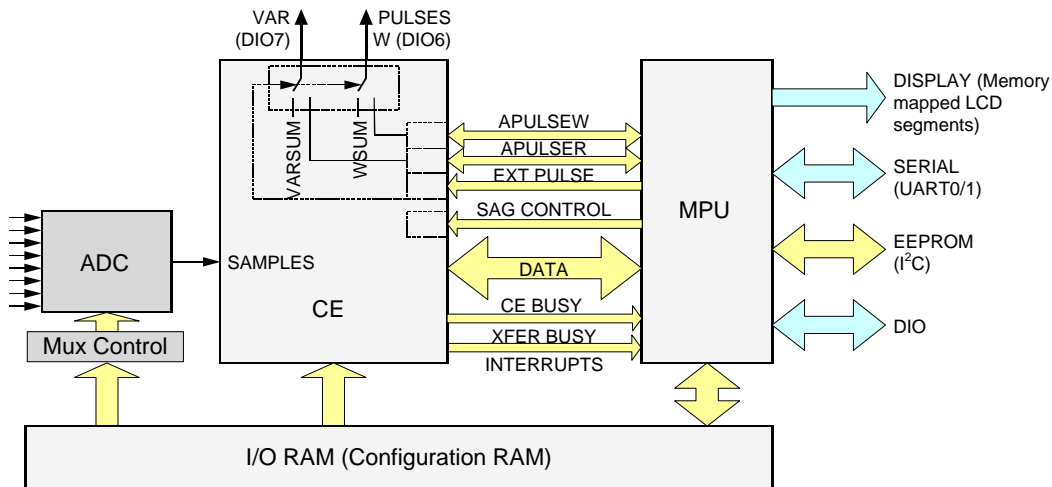 VAR
(DIO7)
PULSES
W (DIO6)
VARSUM
WSUM
APULSEW
APULSER
EXT PULSE
SAG CONTROL
DATA
CE BUSY
XFER BUSY
INTERRUPTS
SAMPLES
CE
MPU
ADC
Mux Control
DISPLAY (Memory
mapped LCD
segments)
SERIAL
(UART0/1)
EEPROM
(I²C)
DIO
I/O RAM (Configuration RAM)